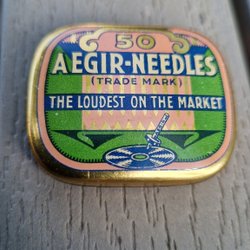 50
AEGIR-NEEDLES
(TRADE MARK)
THE LOUDEST ON THE MARKET